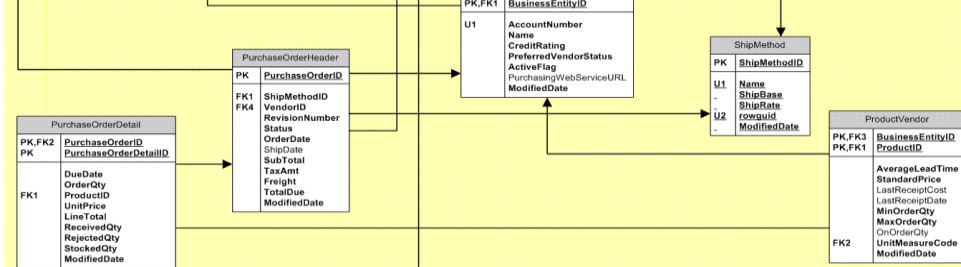 PK,FK1 BusinessEntityID
U1 AccountNumber
Name
CreditRating
PreferredVendorStatus
ActiveFlag
PurchasingWebServiceURL
ModifiedDate
ShipMethod
PK ShipMethodID
U1 Name
_ ShipBase
_ ShipRate
U2 rowguid
_ ModifiedDate
PurchaseOrderHeader
PK PurchaseOrderID
FK1 ShipMethodID
FK4 VendorID
RevisionNumber
Status
OrderDate
ShipDate
SubTotal
TaxAmt
Freight
TotalDue
ModifiedDate
PurchaseOrderDetail
PK,FK2 PurchaseOrderID
PK PurchaseOrderDetailID
DueDate
OrderQty
FK1 ProductID
UnitPrice
LineTotal
ReceivedQty
RejectedQty
StockedQty
ModifiedDate
ProductVendor
PK,FK3 BusinessEntityID
PK,FK1 ProductID
AverageLeadTime
StandardPrice
LastReceiptCost
LastReceiptDate
MinOrderQty
MaxOrderQty
OnOrderQty
FK2 UnitMeasureCode
ModifiedDate